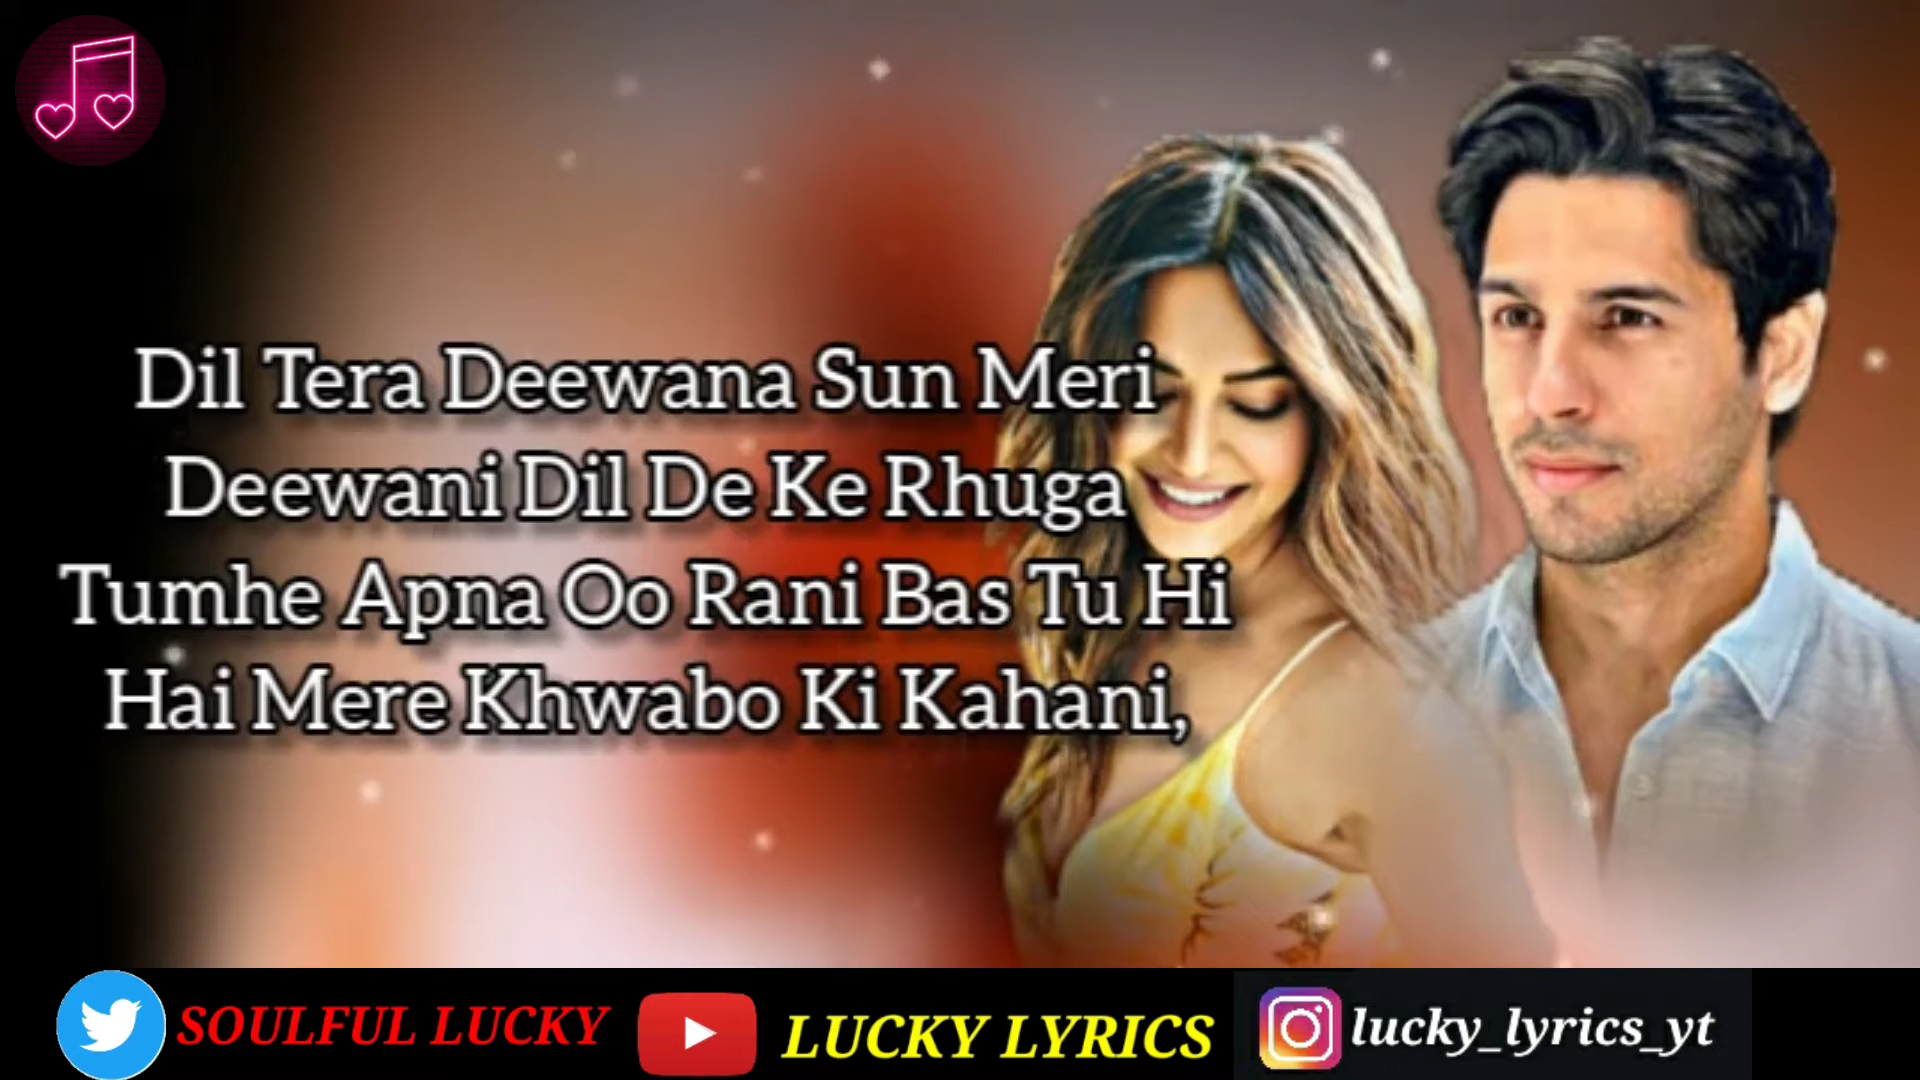 Dil Tera Deewana Sun Meri
Deewani Dil De Ke Rhuga
Tumhe Apna Oo Rani Bas Tu Hi
Hai Mere Khwabo Ki Kahani,
SOULFUL LUCKY
LUCKY LYRICS
lucky_lyrics_yt